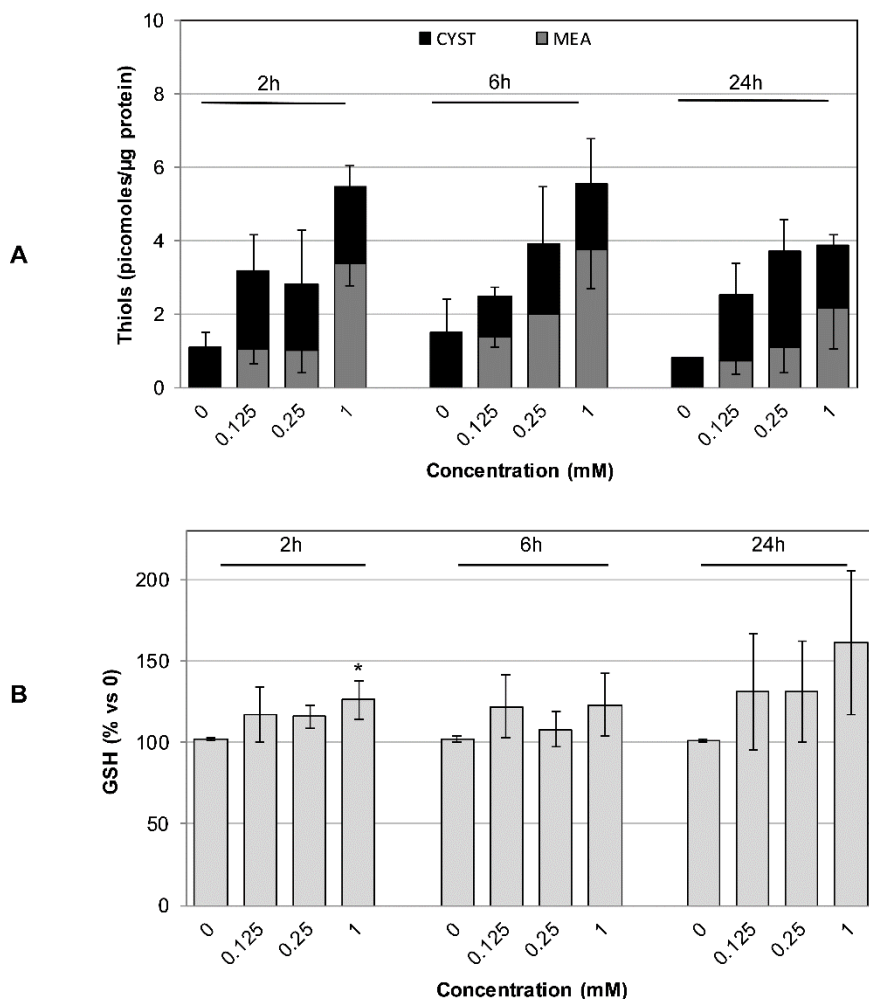 CYST MEA
2h 6h 24h
10
8
6
4
2
0
Thiols (picomoles/µg protein)
A
0 0.125 0.25 1 0 0.125 0.25 1 0 0.125 0.25 1
Concentration (mM)
2h 6h 24h
200
150
100
50
0
*
GSH (% vs 0)
B
0 0.125 0.25 1 0 0.125 0.25 1 0 0.125 0.25 1
Concentration (mM)